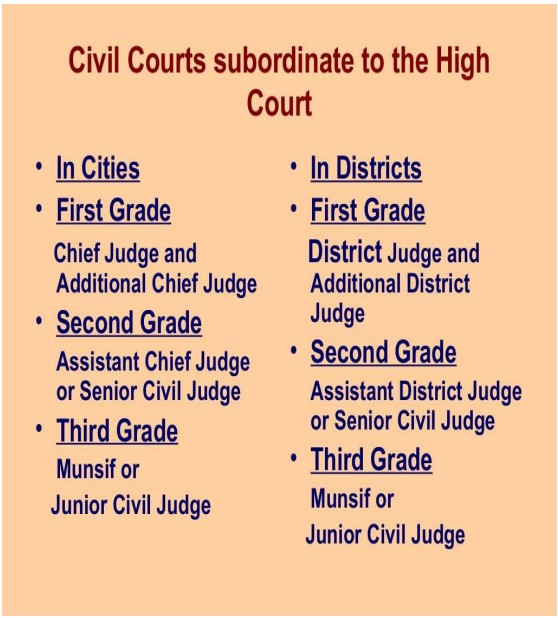 Civil Courts subordinate to the High
Court
• In Cities
• First Grade
Chief Judge and
Additional Chief Judge
• Second Grade
Assistant Chief Judge
or Senior Civil Judge
• Third Grade
Munsif or
Junior Civil Judge
• In Districts
• First Grade
District Judge and
Additional District
Judge
• Second Grade
Assistant District Judge
or Senior Civil Judge
• Third Grade
Munsif or
Junior Civil Judge